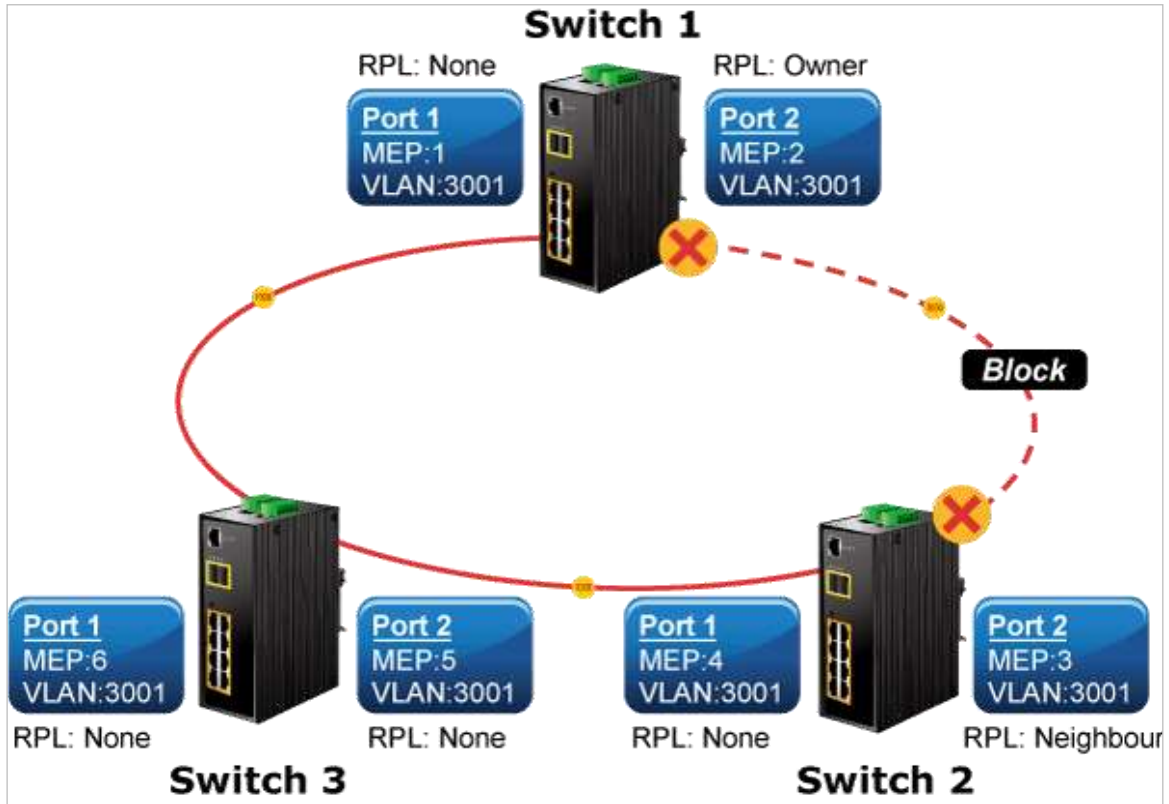 Switch 1
RPL: None
RPL: Owner
Port 1
MEP:1
VLAN:3001
Port 2
MEP:2
VLAN:3001
Block
Port 1
MEP:6
VLAN:3001
Port 2
MEP:5
VLAN:3001
Port 1
MEP:4
VLAN:3001
Port 2
MEP:3
VLAN:3001
RPL: None
RPL: None
RPL: None
RPL: Neighbour
Switch 3
Switch 2